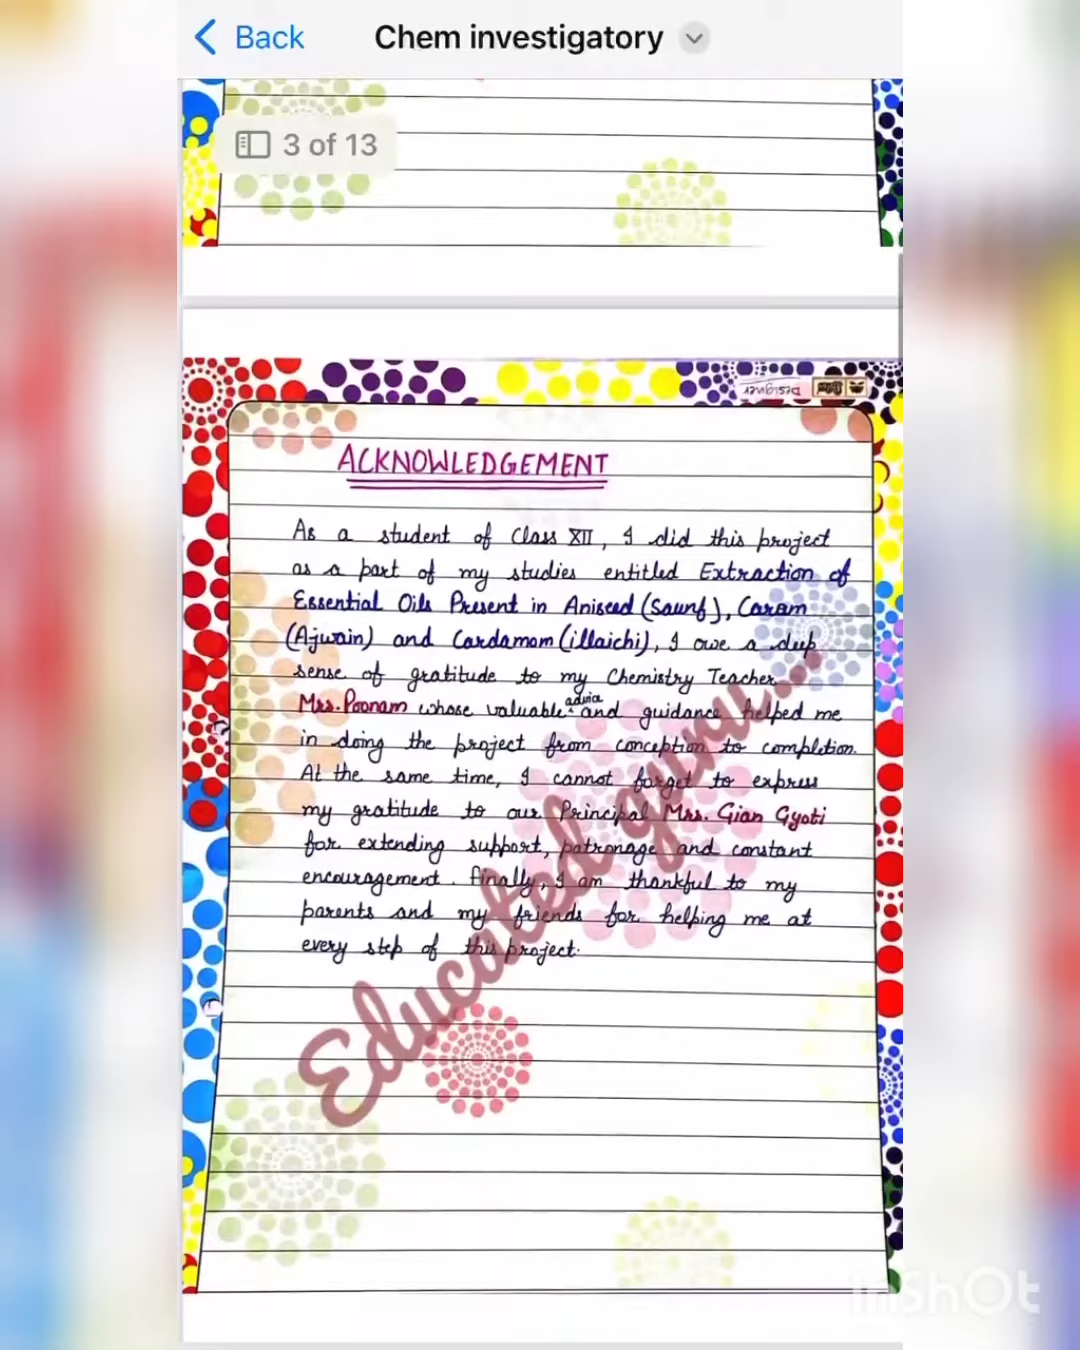 Back
Chem investigatory
3 of 13
Designer
ACKNOWLEDGEMENT
As a student of Class XII, I did this project
as a part of my studies entitled Extraction of
Essential Oils Present in Aniseed (Saunf), Caram
(Ajwain) and Cardamom (illaichi), I owe a deep
sense of gratitude to my Chemistry Teacher
Mrs. Poonam whose valuable advice and guidance helped me
in doing the project from conception to completion.
At the same time, I cannot forget to express
my gratitude to our Principal Mrs. Gian Gyoti
for extending support, patronage and constant
encouragement. Finally, I am thankful to my
parents and my friends for helping me at
every step of this project.
Educated guru...
InShOt